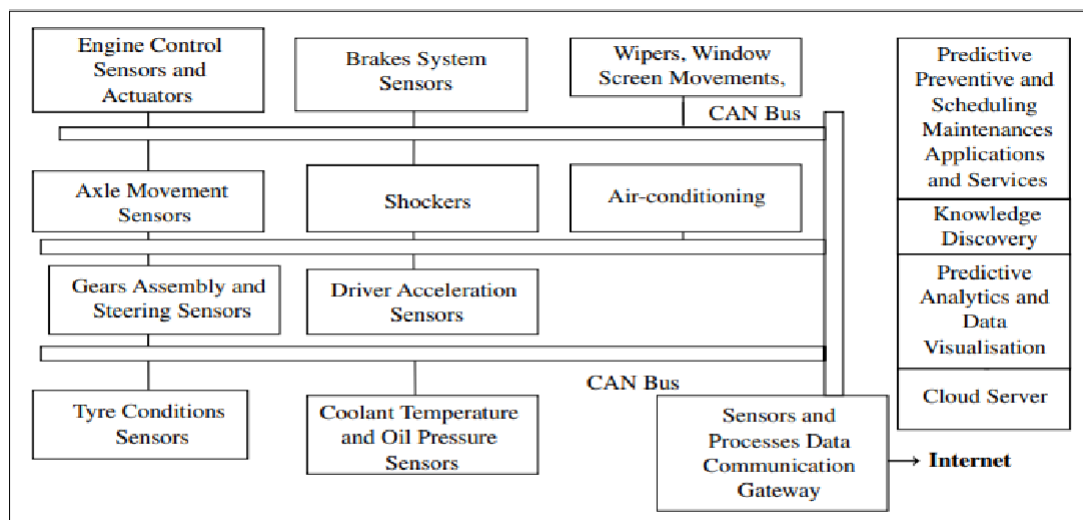 Engine Control
Sensors and
Actuators
Brakes System
Sensors
Wipers, Window
Screen Movements,
CAN Bus
Predictive
Preventive and
Scheduling
Maintenances
Applications
and Services
Axle Movement
Sensors
Shockers
Air-conditioning
Knowledge
Discovery
Gears Assembly and
Steering Sensors
Driver Acceleration
Sensors
Predictive
Analytics and
Data
Visualisation
CAN Bus
Cloud Server
Tyre Conditions
Sensors
Coolant Temperature
and Oil Pressure
Sensors
Sensors and
Processes Data
Communication
Gateway
Internet